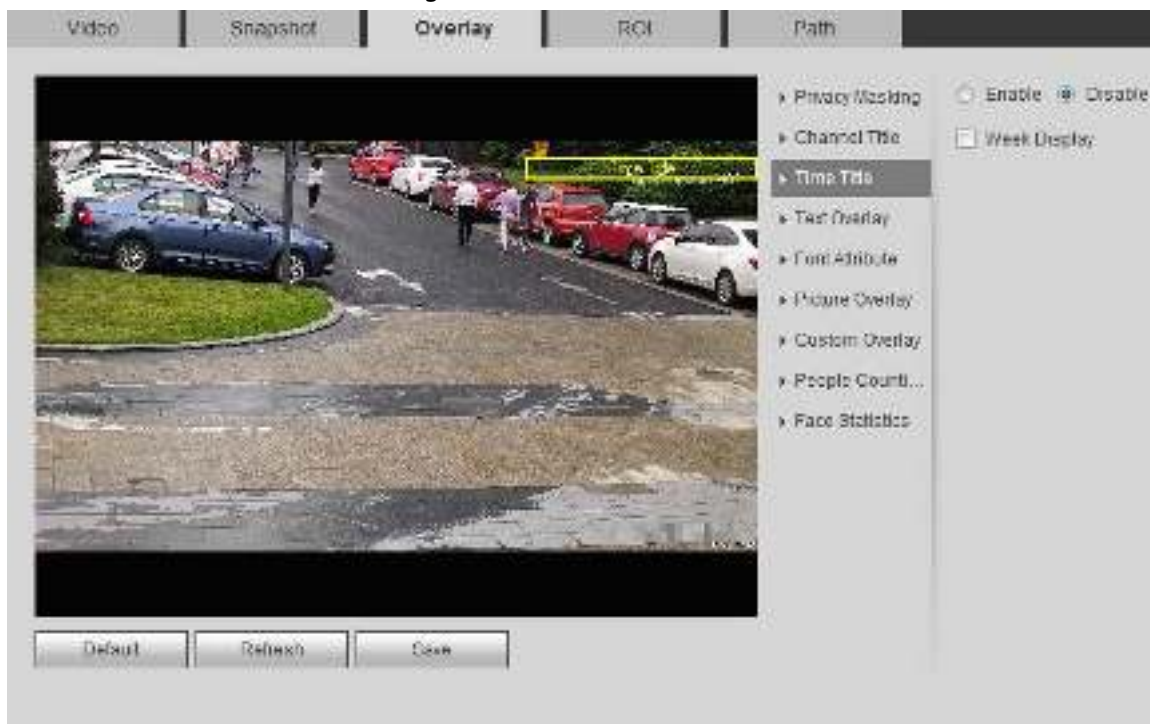 Video Snapshot Overlay ROI Path
Privacy Masking
Enable Disable
Channel Title
Week Display
Time Title
Text Overlay
Font Attribute
Picture Overlay
Custom Overlay
People Counti...
Face Statistics
Default Refresh Save